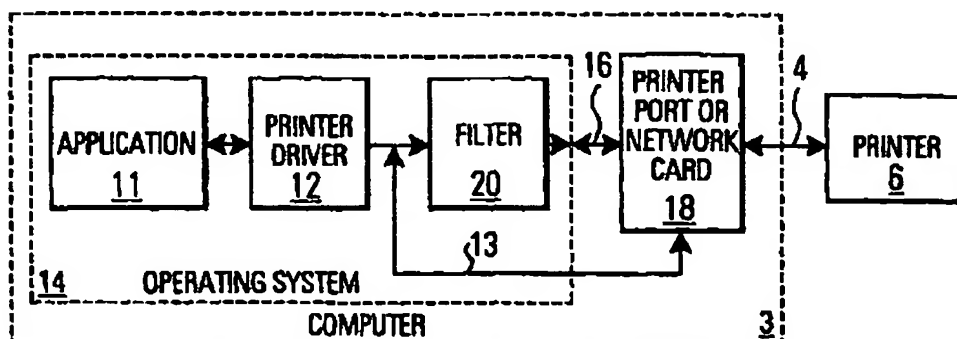 APPLICATION
11
PRINTER
DRIVER
12
FILTER
20
16
PRINTER
PORT OR
NETWORK
CARD
18
4
PRINTER
6
13
14
OPERATING SYSTEM
COMPUTER
3